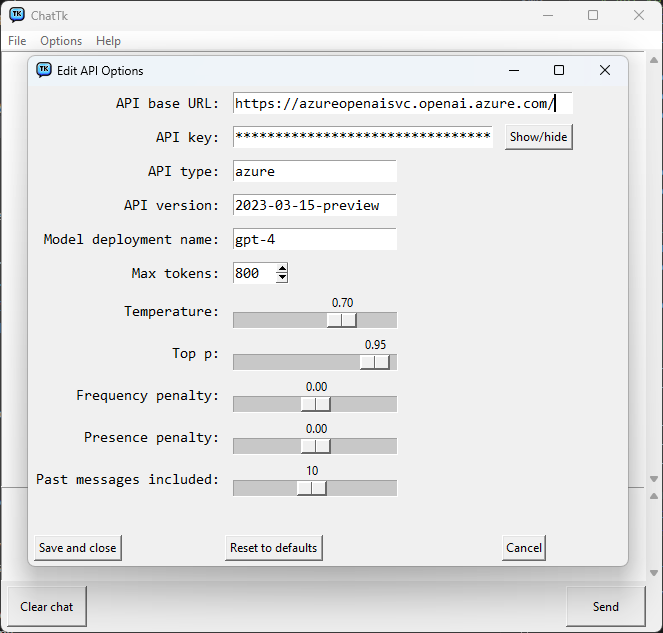 TK ChatTk
File Options Help
TK Edit API Options
API base URL: https://azureopenaisvc.openai.azure.com/
API key: ******************************** Show/hide
API type: azure
API version: 2023-03-15-preview
Model deployment name: gpt-4
Max tokens: 800
0.70
Temperature:
0.95
Top p:
0.00
Frequency penalty:
0.00
Presence penalty:
10
Past messages included:
Save and close Reset to defaults Cancel
Clear chat Send